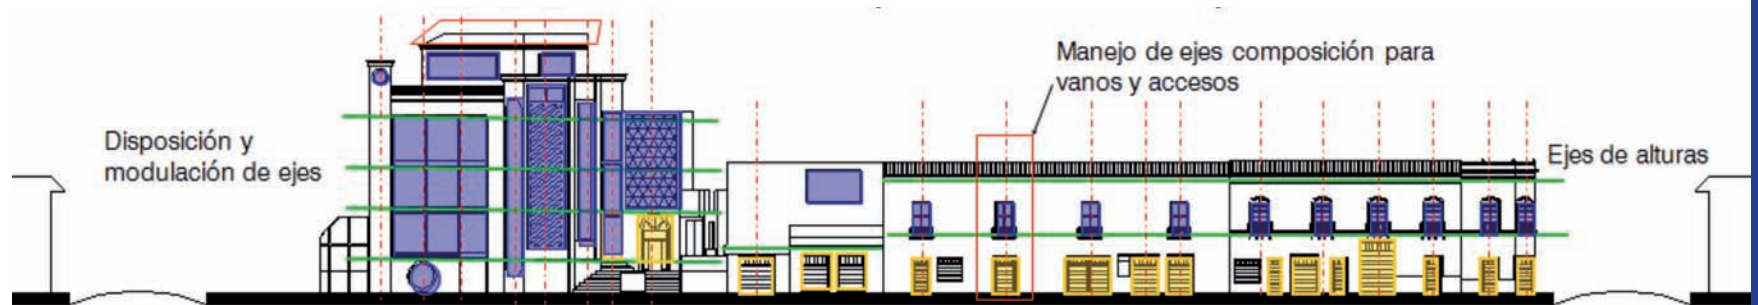 Manejo de ejes composición para
vanos y accesos
Disposición y
modulación de ejes
Ejes de alturas